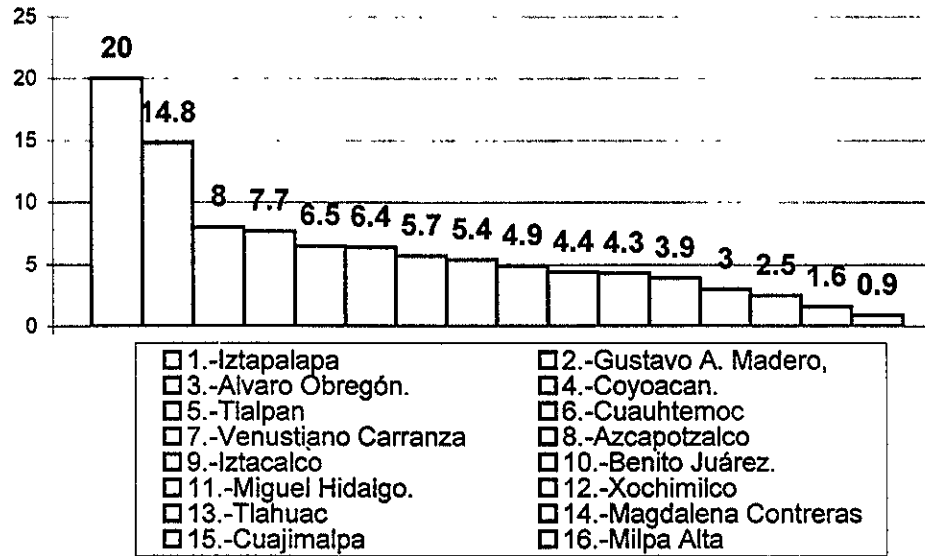 25
20
15
10
5
0
20
14.8
8
7.7
6.5
6.4
5.7
5.4
4.9
4.4
4.3
3.9
3
2.5
1.6
0.9
1.-Iztapalapa
2.-Gustavo A. Madero,
3.-Alvaro Obregón.
4.-Coyoacan.
5.-Tlalpan
6.-Cuauhtemoc
7.-Venustiano Carranza
8.-Azcapotzalco
9.-Iztacalco
10.-Benito Juárez.
11.-Miguel Hidalgo.
12.-Xochimilco
13.-Tlahuac
14.-Magdalena Contreras
15.-Cuajimalpa
16.-Milpa Alta